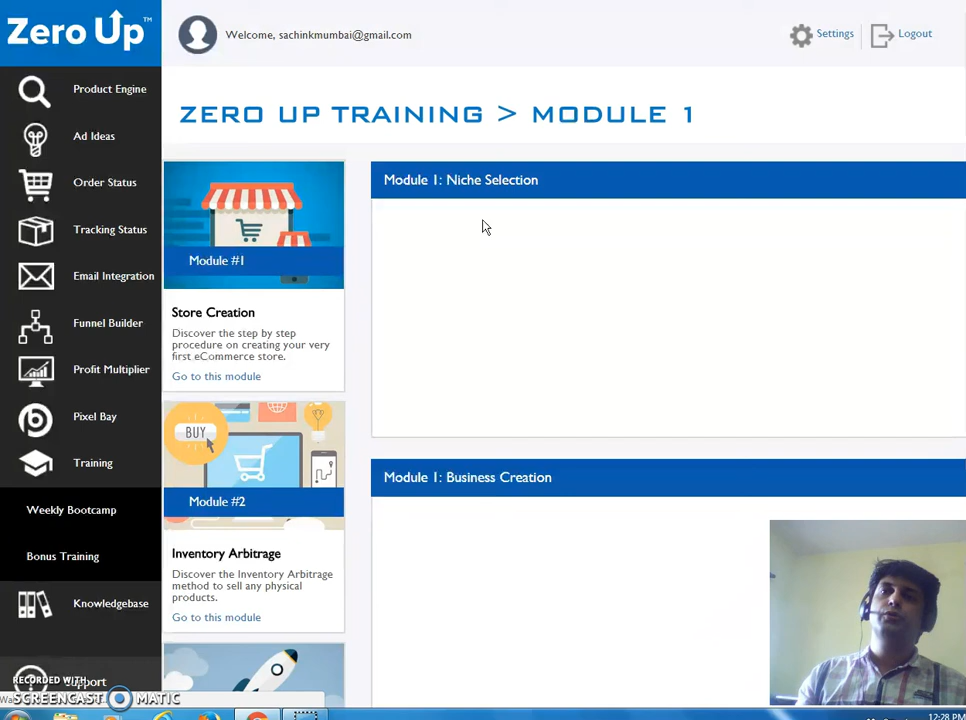 Zero Up™
Welcome, sachinkmumbai@gmail.com
Settings
Logout
Product Engine
Ad Ideas
Order Status
Tracking Status
Email Integration
Funnel Builder
Profit Multiplier
Pixel Bay
Training
Weekly Bootcamp
Bonus Training
Knowledgebase
Support
ZERO UP TRAINING > MODULE 1
Module #1
Store Creation
Discover the step by step
procedure on creating your very
first eCommerce store.
Go to this module
BUY
Module #2
Inventory Arbitrage
Discover the Inventory Arbitrage
method to sell any physical
products.
Go to this module
Module 1: Niche Selection
Module 1: Business Creation
RECORDED WITH
SCREENCAST MATIC
12:28 PM